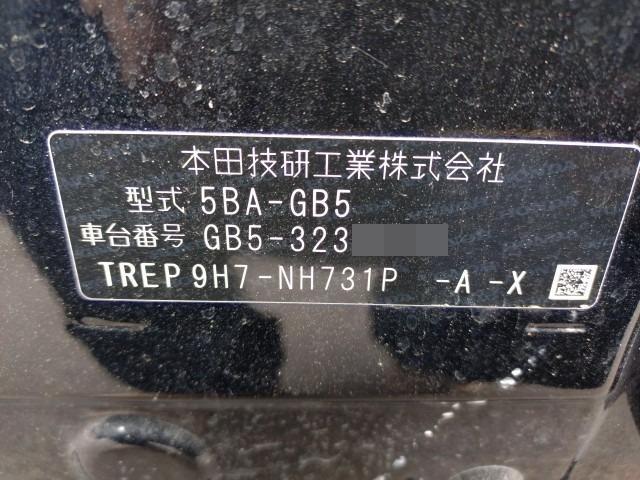 本田技研工業株式会社
型式 5BA-GB5
車台番号 GB5-323
TREP 9H7-NH731P -A -X